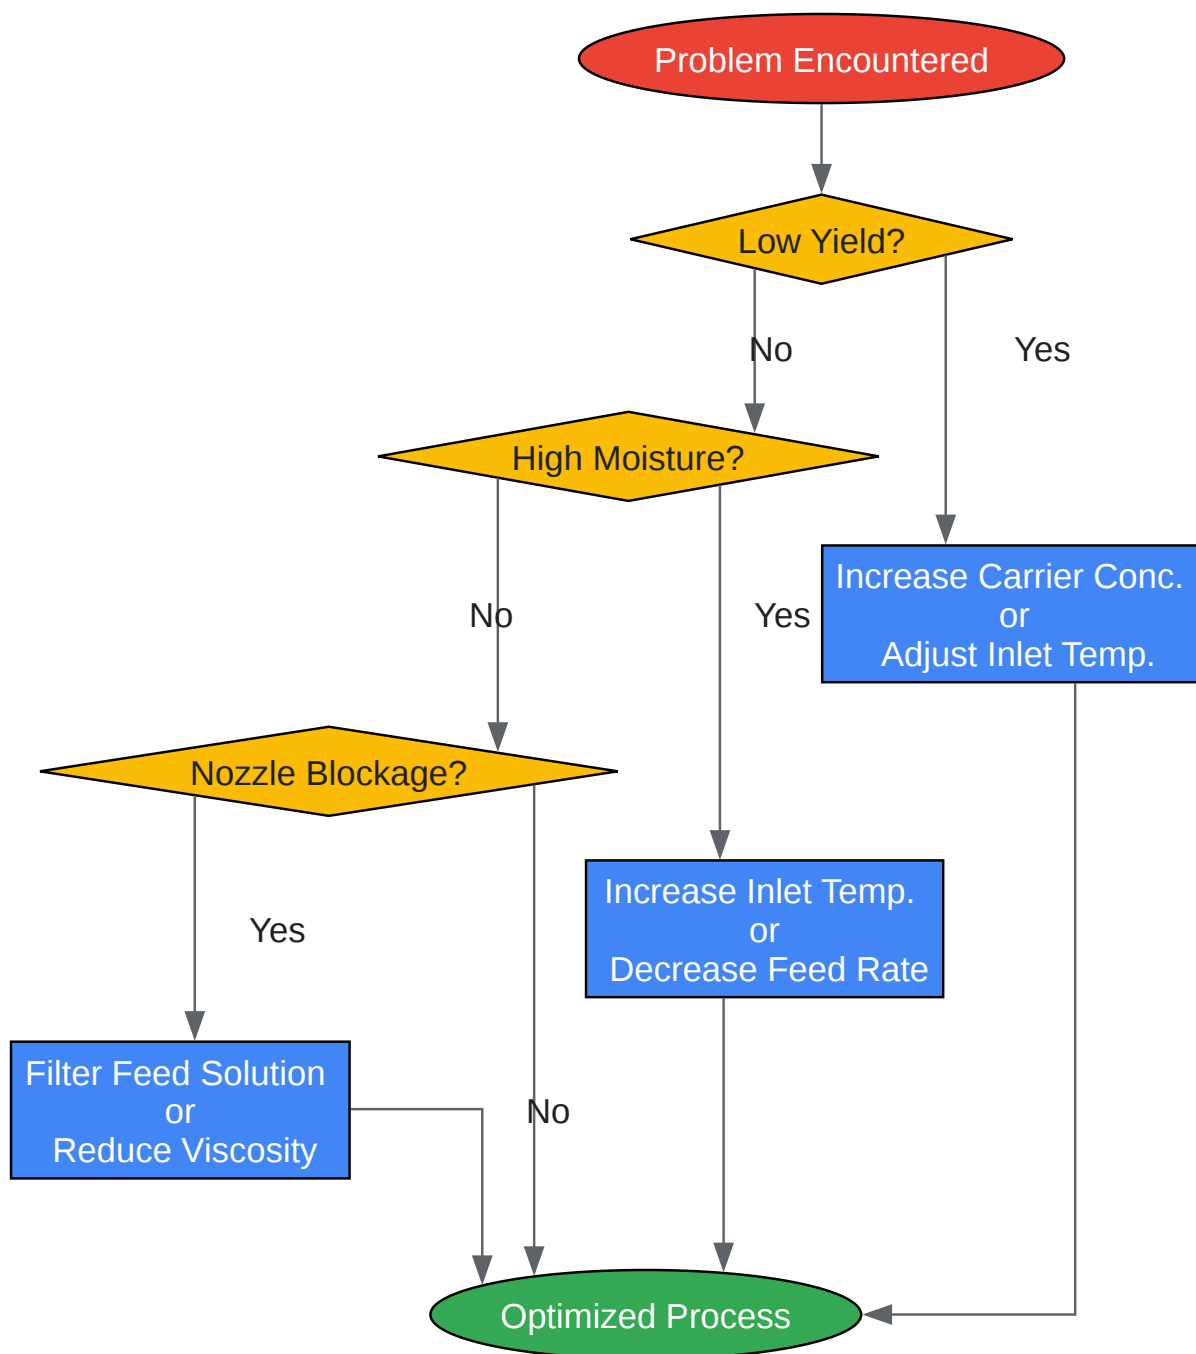 Problem Encountered
Low Yield?
No
Yes
High Moisture?
Increase Carrier Conc.
or
Adjust Inlet Temp.
No
Yes
Nozzle Blockage?
Increase Inlet Temp.
or
Decrease Feed Rate
Yes
Filter Feed Solution
or
Reduce Viscosity
No
Optimized Process